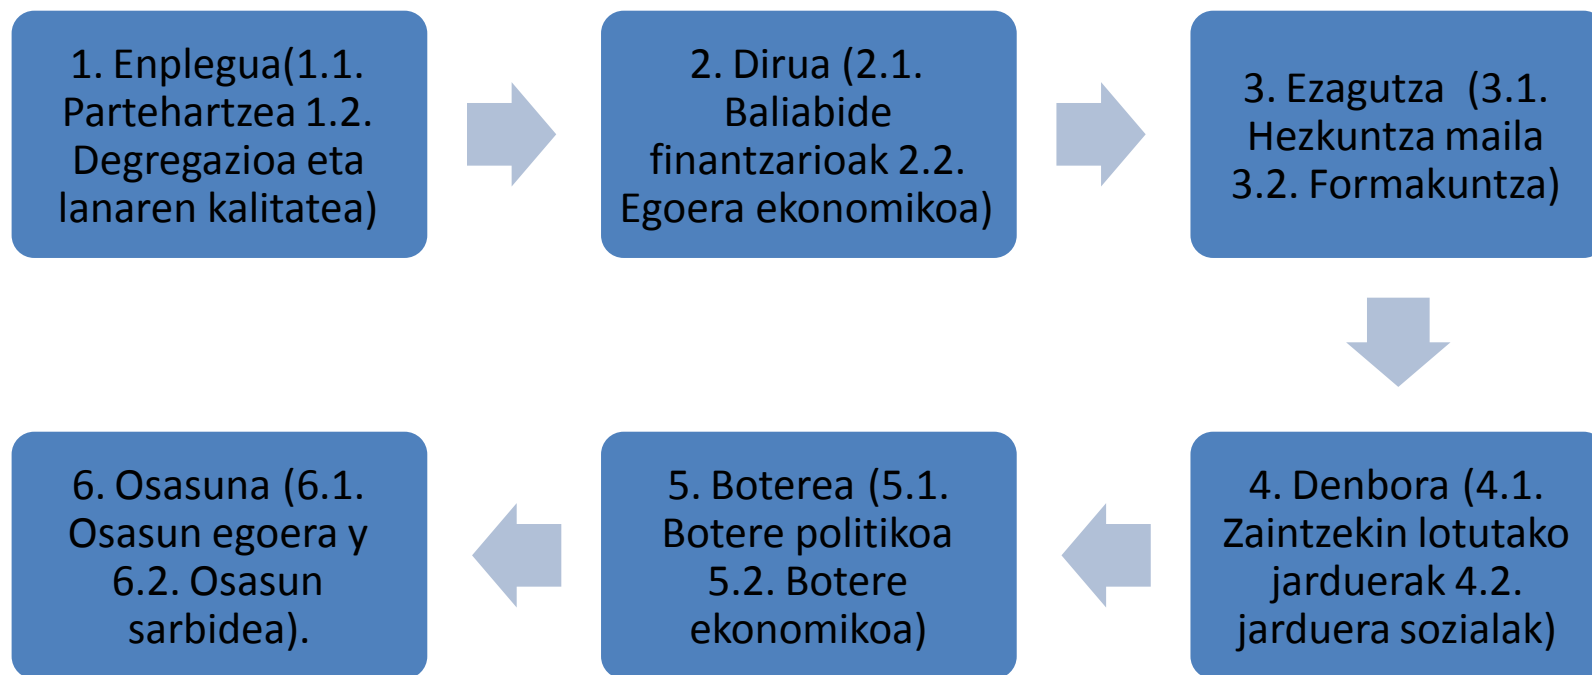 1. Enplegua(1.1.
Partehartzea 1.2.
Degregazioa eta
lanaren kalitatea)
2. Dirua (2.1.
Baliabide
finantzarioak 2.2.
Egoera ekonomikoa)
3. Ezagutza (3.1.
Hezkuntza maila
3.2. Formakuntza)
4. Denbora (4.1.
Zaintzekin lotutako
jarduerak 4.2.
jarduera sozialak)
5. Boterea (5.1.
Botere politikoa
5.2. Botere
ekonomikoa)
6. Osasuna (6.1.
Osasun egoera y
6.2. Osasun
sarbidea).